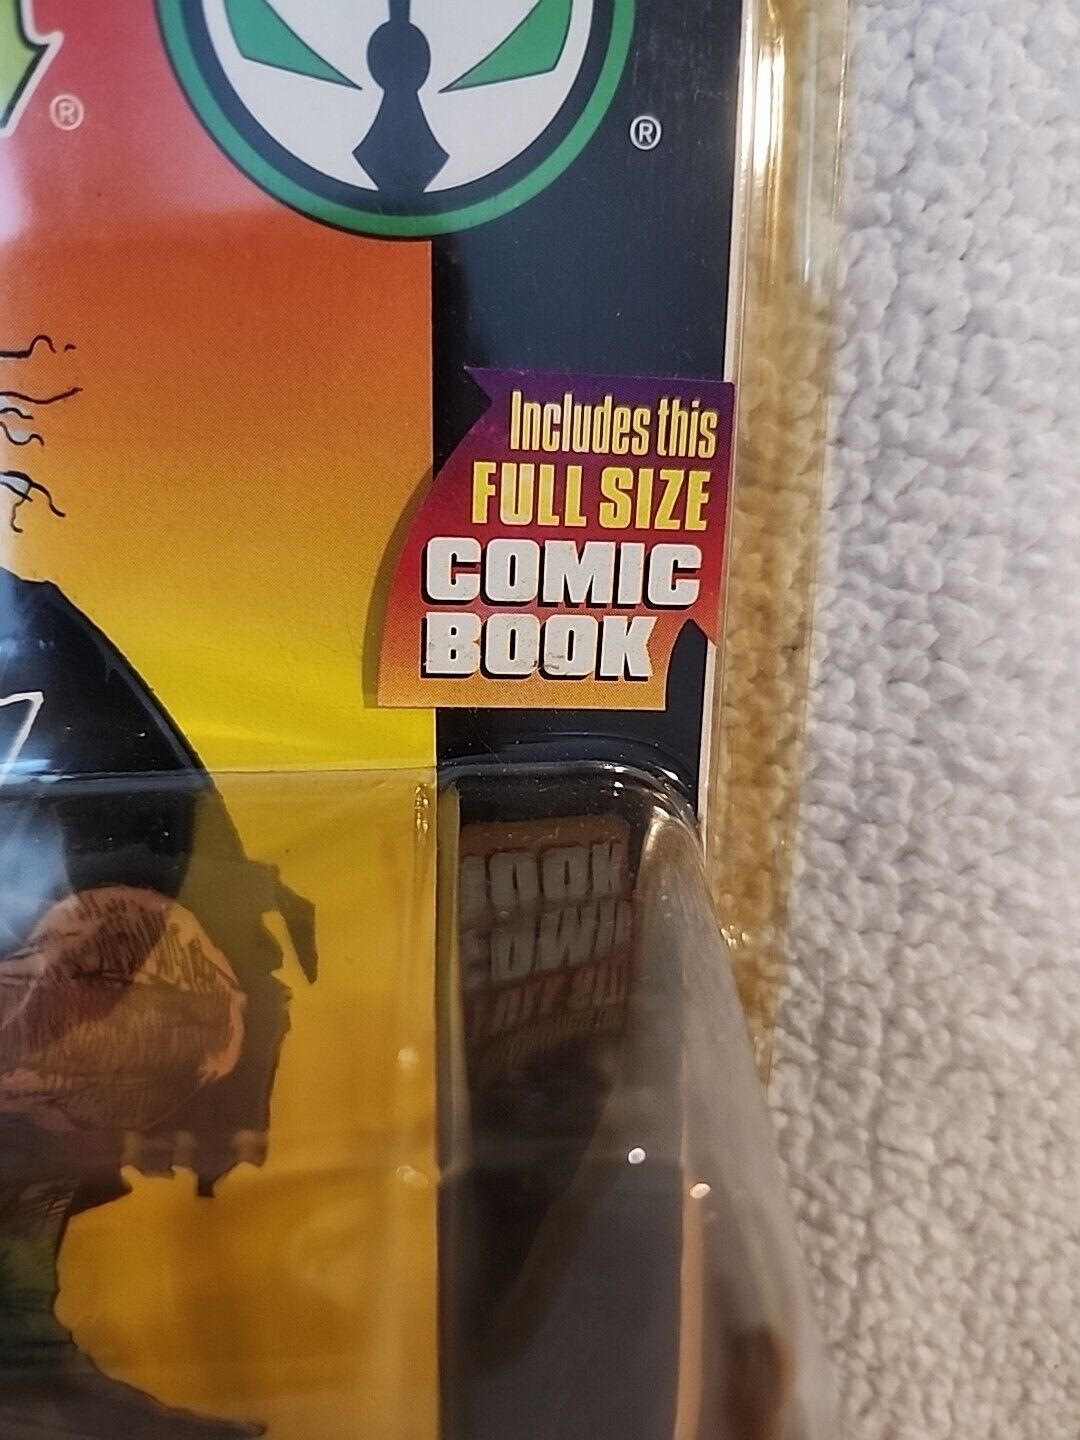 ®
®
Includes this
FULL SIZE
COMIC
BOOK